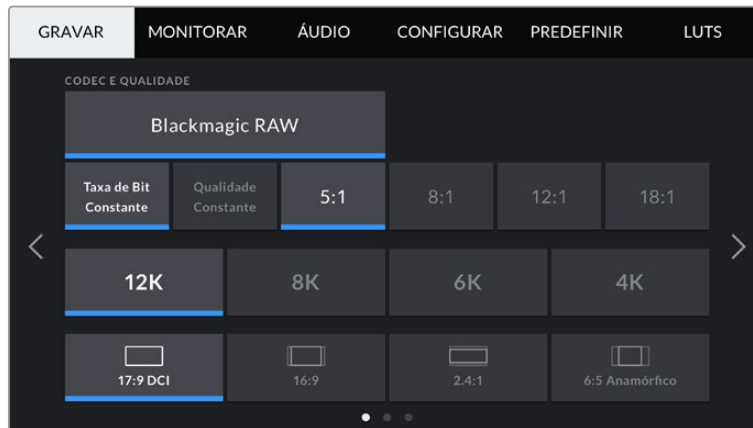 GRAVAR MONITORAR ÁUDIO CONFIGURAR PREDEFINIR LUTS
CODEC E QUALIDADE
Blackmagic RAW
Taxa de Bit Constante
Qualidade Constante
5:1
8:1
12:1
18:1
12K
8K
6K
4K
17:9 DCI
16:9
2.4:1
6:5 Anamórfico